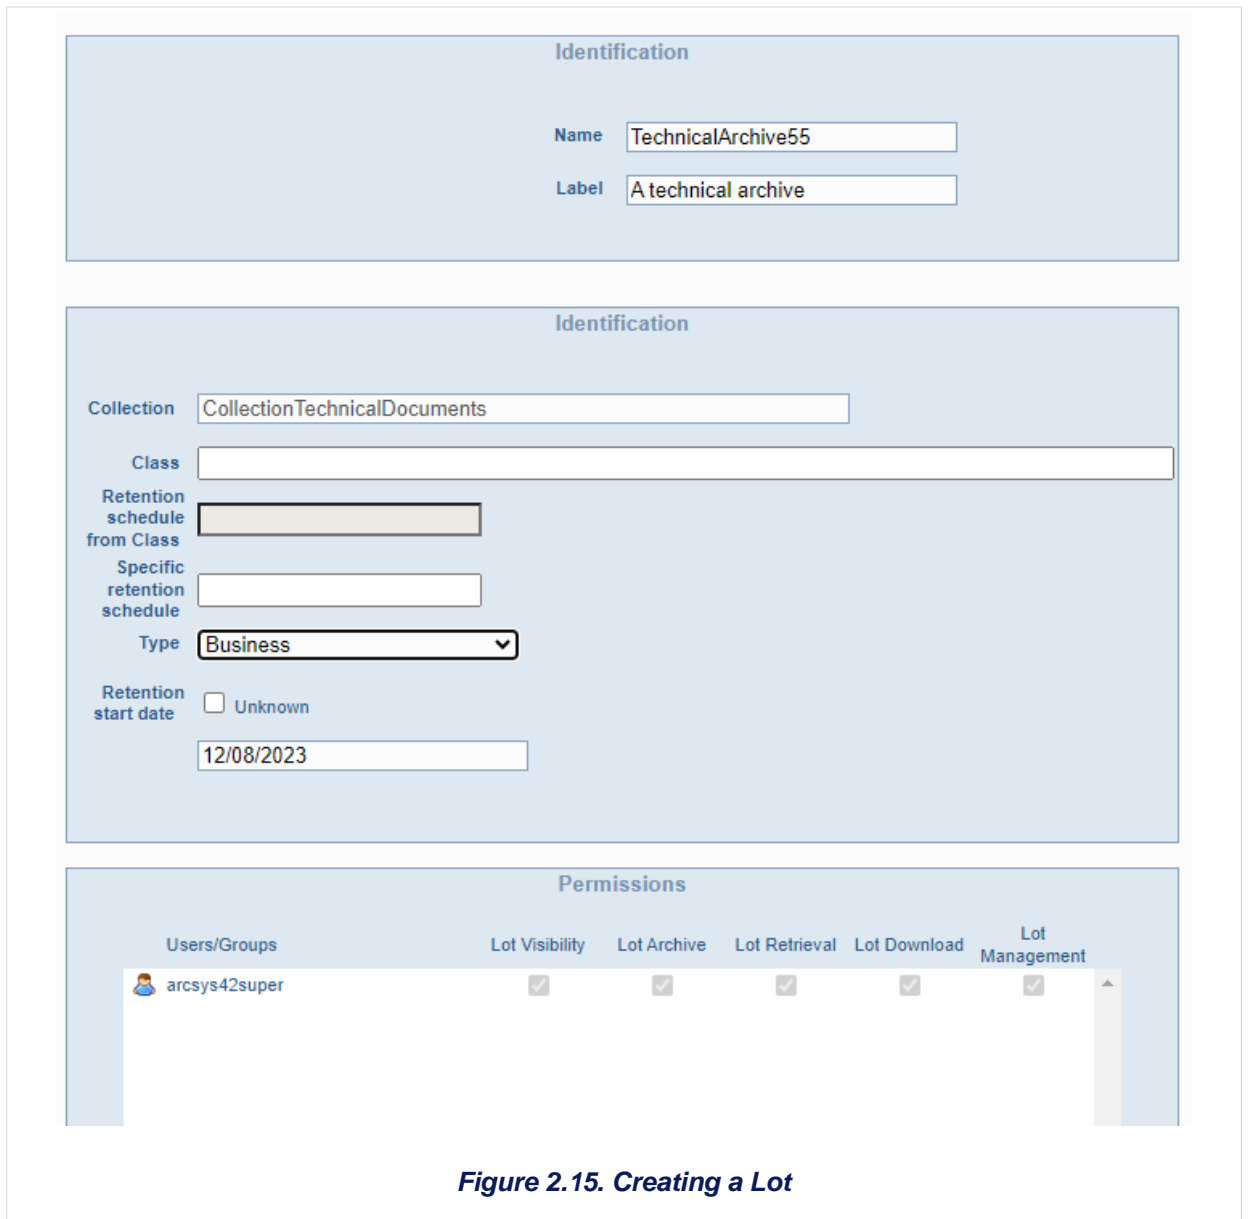 Identification
Name TechnicalArchive55
Label A technical archive
Identification
Collection CollectionTechnicalDocuments
Class
Retention
schedule
from Class
Specific
retention
schedule
Type Business
Retention
start date
Unknown
12/08/2023
Permissions
Users/Groups Lot Visibility Lot Archive Lot Retrieval Lot Download Lot
Management
arcsys42super
Figure 2.15. Creating a Lot